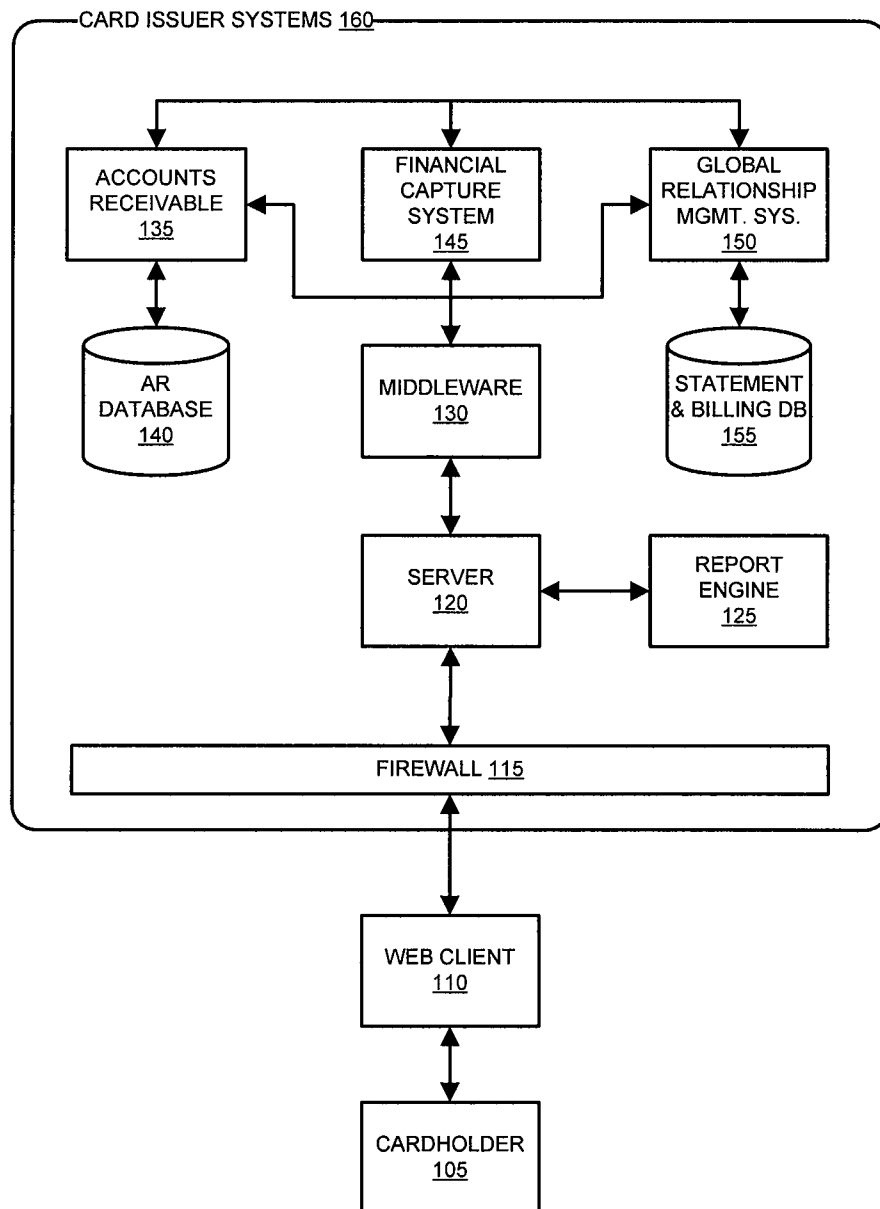 CARD ISSUER SYSTEMS 160
ACCOUNTS
RECEIVABLE
135
FINANCIAL
CAPTURE
SYSTEM
145
GLOBAL
RELATIONSHIP
MGMT. SYS.
150
AR
DATABASE
140
MIDDLEWARE
130
STATEMENT
& BILLING DB
155
SERVER
120
REPORT
ENGINE
125
FIREWALL 115
WEB CLIENT
110
CARDHOLDER
105